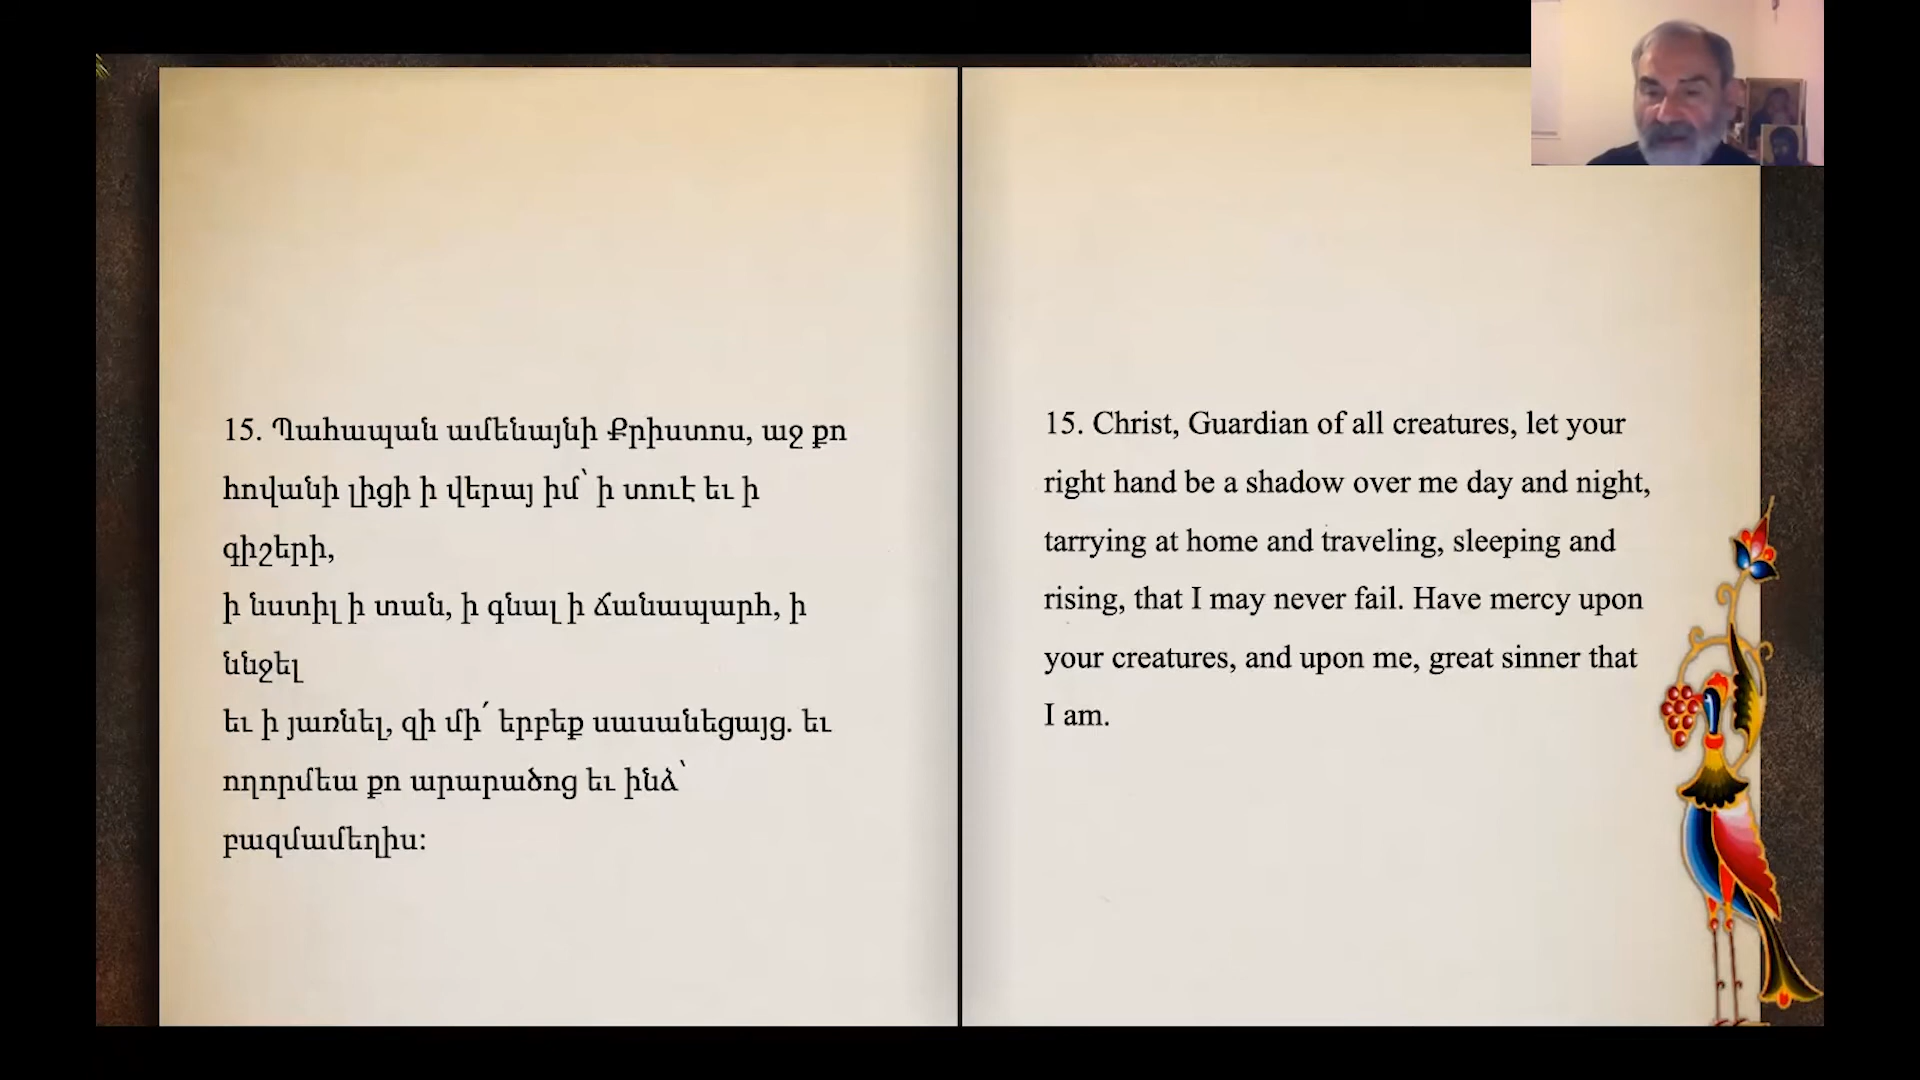 15. Պահապան ամենայնի Քրիստոս, աջ քո
հովանի լիցի ի վերայ իմ՝ ի տուէ եւ ի
գիշերի,
ի նստիլ ի տան, ի գնալ ի ճանապարհ, ի
ննջել
եւ ի յառնել, զի մի՛ երբեք սասանեցայց. եւ
ողորմեա քո արարածոց եւ ինձ՝
բազմամեղիս:
15. Christ, Guardian of all creatures, let your
right hand be a shadow over me day and night,
tarrying at home and traveling, sleeping and
rising, that I may never fail. Have mercy upon
your creatures, and upon me, great sinner that
I am.